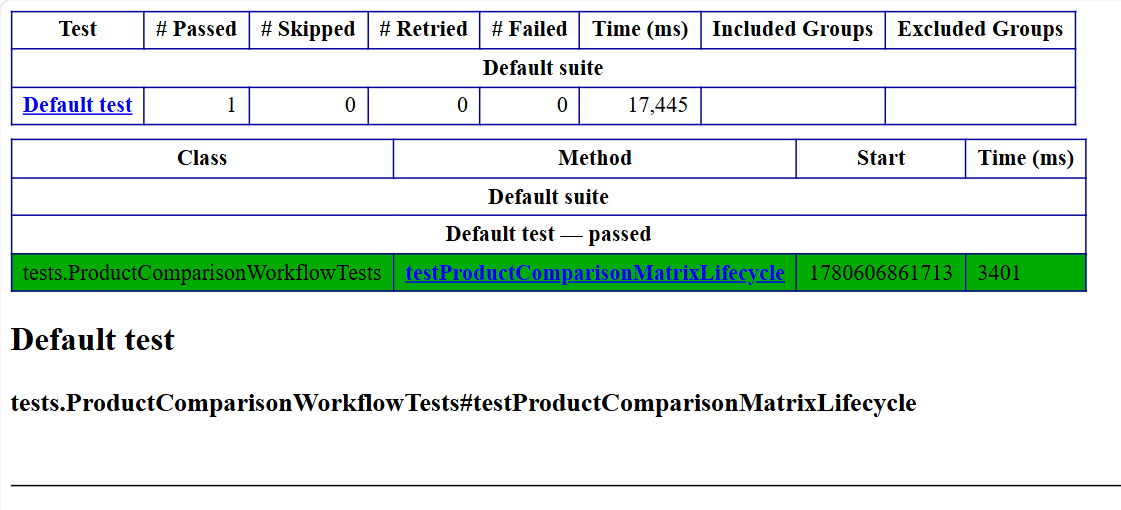 Test # Passed # Skipped # Retried # Failed Time (ms) Included Groups Excluded Groups
Default suite
Default test 1 0 0 0 17,445
Class Method Start Time (ms)
Default suite
Default test — passed
tests.ProductComparisonWorkflowTests testProductComparisonMatrixLifecycle 1780606861713 3401
Default test
tests.ProductComparisonWorkflowTests#testProductComparisonMatrixLifecycle